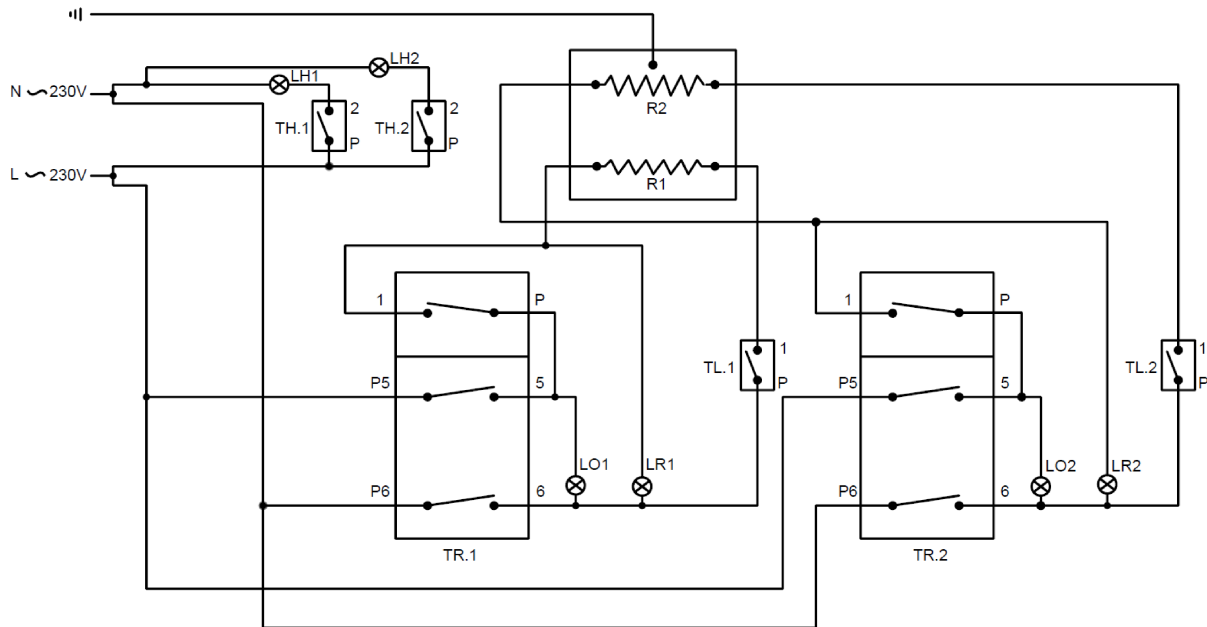 LH2
LH1
N ~ 230V
2
2
TH.1
TH.2
P
P
R2
L ~ 230V
R1
1
P
1
P
1
1
TL.1
TL.2
P5
5
P
P5
5
P
LO1
LR1
LO2
LR2
P6
6
P6
6
TR.1
TR.2